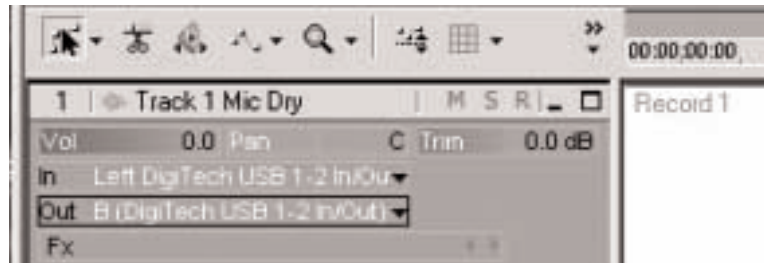 00:00;00:00,
1 Track 1 Mic Dry M S R
Record 1
Vol 0.0 Pan C Trim 0.0 dB
In Left DigiTech USB 1-2 In/Ou
Out B (DigiTech USB 1-2 In/Out)
Fx